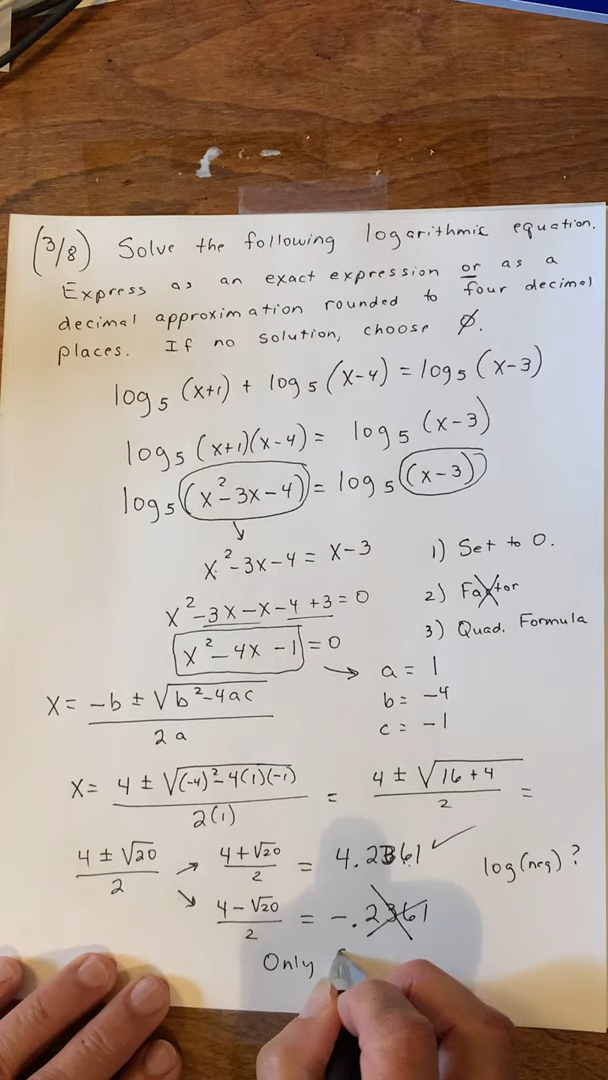 (3/8) Solve the following logarithmic equation.
Express as an exact expression or as a
decimal approximation rounded to four decimal
places. If no solution, choose ∅.
log₅(x+1) + log₅(x-4) = log₅(x-3)
log₅(x+1)(x-4) = log₅(x-3)
log₅(x²-3x-4) = log₅(x-3)
x²-3x-4 = x-3
1) Set to 0.
x²-3x-x-4+3=0
2) Factor
x²-4x-1=0
3) Quad. Formula
a = 1
b = -4
c = -1
x = (-b ± √(b²-4ac))/(2a)
x = (4 ± √((-4)²-4(1)(-1)))/(2(1)) = (4 ± √(16+4))/2 =
(4 ± √20)/2 → (4+√20)/2 = 4.2361 ✓
log(neg)?
↘ (4-√20)/2 = -.2361
Only